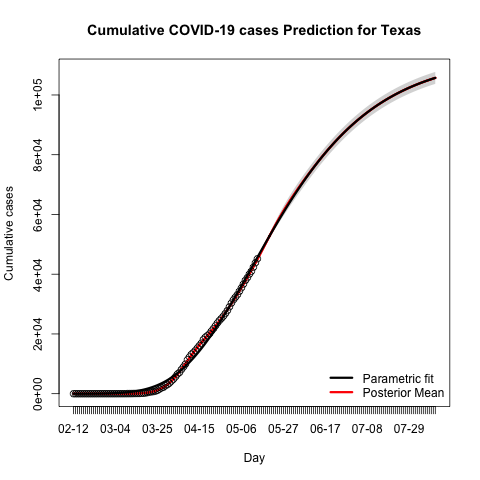 Cumulative COVID-19 cases Prediction for Texas
Cumulative cases
1e+05
8e+04
6e+04
4e+04
2e+04
0e+00
Parametric fit
Posterior Mean
02-12 03-04 03-25 04-15 05-06 05-27 06-17 07-08 07-29
Day